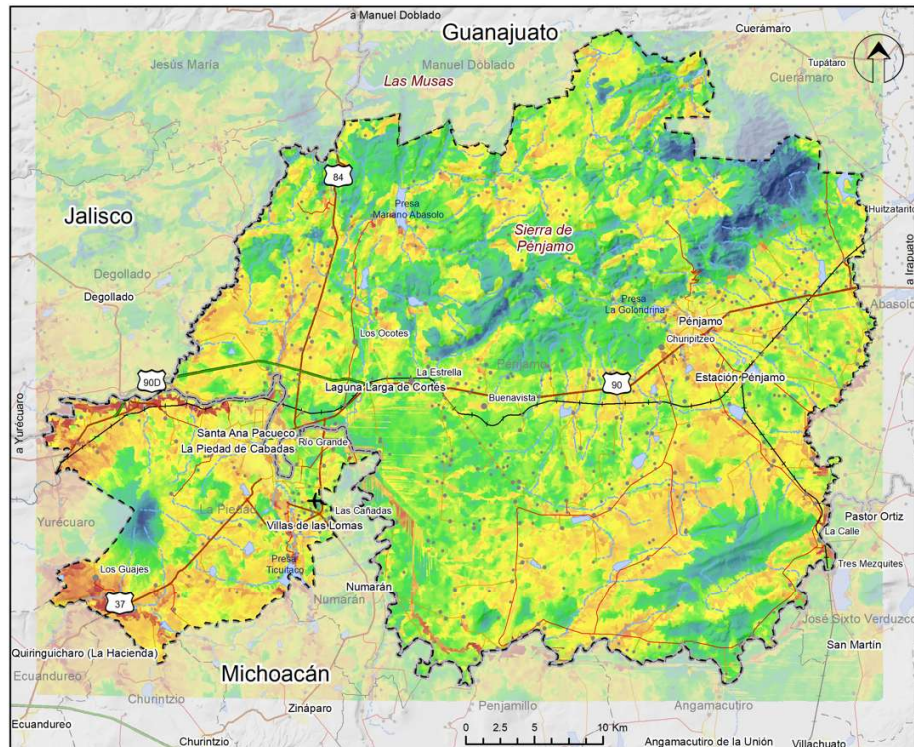 a Manuel Doblado
Guanajuato
Cuerámaro
Jesús María
Manuel Doblado
Tupátaro
Las Musas
Cuerámaro
84
Jalisco
Presa
Mariano Abasolo
Huitzatarito
Sierra de
Pénjamo
a Irapuato
Degollado
Degollado
Presa
La Golondrina
Abasolo
Pénjamo
Los Ocotes
Churipitzeo
Pénjamo
La Estrella
90D
Laguna Larga de Cortés
90
Estación Pénjamo
Buenavista
a Yurécuaro
Santa Ana Pacueco
Río Grande
La Piedad de Cabadas
La Piedad
Las Cañadas
Yurécuaro
Villas de las Lomas
Pastor Ortiz
La Calle
Los Guajes
Presa
Ticuitaco
Numarán
Tres Mezquites
Numarán
37
José Sixto Verduzco
Quiringüicharo (La Hacienda)
San Martín
Ecuandureo
Michoacán
Churintzio
Zináparo
Penjamillo
Angamacutiro
Ecuandureo
0 2.5 5 10 Km
Churintzio
Angamacutiro de la Unión
Villachuato